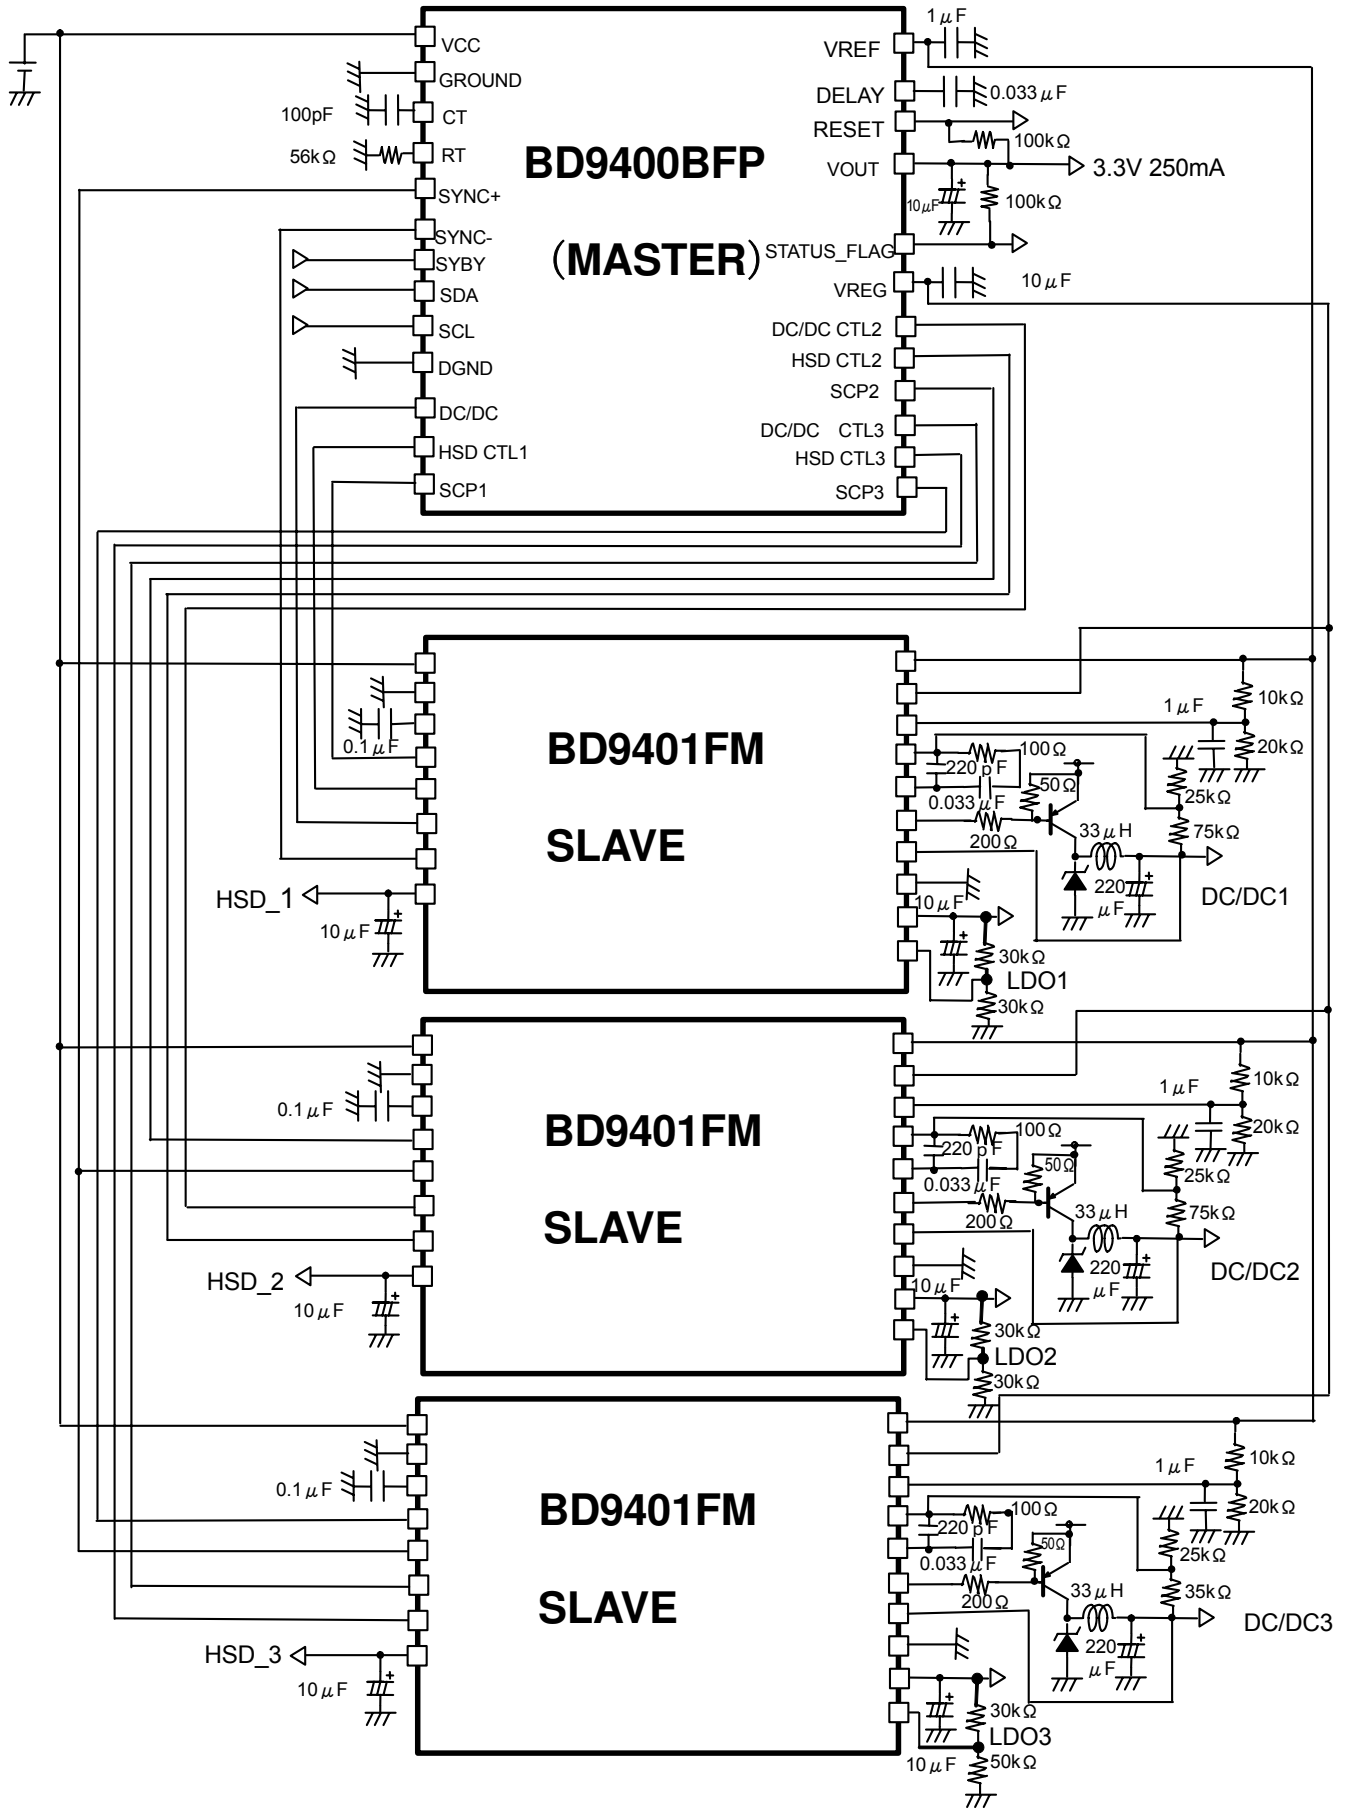 VCC
GROUND
100pF
CT
56kΩ
RT
SYNC+
SYNC-
SYBY
SDA
SCL
DGND
DC/DC
HSD CTL1
SCP1
BD9400BFP
(MASTER)
1μF
VREF
DELAY
0.033μF
RESET
100kΩ
VOUT
3.3V 250mA
10μF
100kΩ
STATUS_FLAG
VREG
10μF
DC/DC CTL2
HSD CTL2
SCP2
DC/DC CTL3
HSD CTL3
SCP3
0.1μF
BD9401FM
SLAVE
HSD_1
10μF
10kΩ
1μF
20kΩ
100Ω
220pF
50Ω
25kΩ
0.033μF
200Ω
33μH
75kΩ
220
μF
DC/DC1
10μF
30kΩ
LDO1
30kΩ
0.1μF
BD9401FM
SLAVE
HSD_2
10μF
10kΩ
1μF
20kΩ
100Ω
220pF
50Ω
25kΩ
0.033μF
200Ω
33μH
75kΩ
220
μF
DC/DC2
10μF
30kΩ
LDO2
30kΩ
0.1μF
BD9401FM
SLAVE
HSD_3
10μF
10kΩ
1μF
20kΩ
100Ω
220pF
50Ω
25kΩ
0.033μF
200Ω
33μH
35kΩ
220
μF
DC/DC3
30kΩ
LDO3
10μF
50kΩ